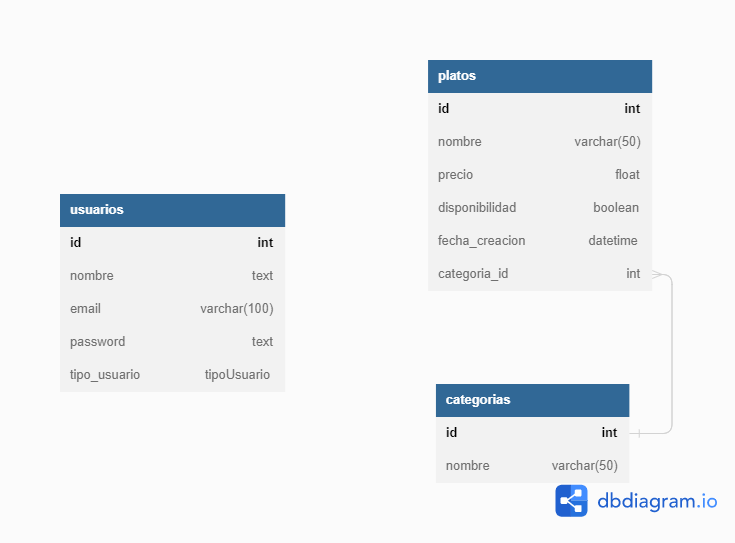 platos
id int
nombre varchar(50)
precio float
disponibilidad boolean
fecha_creacion datetime
categoria_id int
usuarios
id int
nombre text
email varchar(100)
password text
tipo_usuario tipoUsuario
categorias
id int
nombre varchar(50)
dbdiagram.io